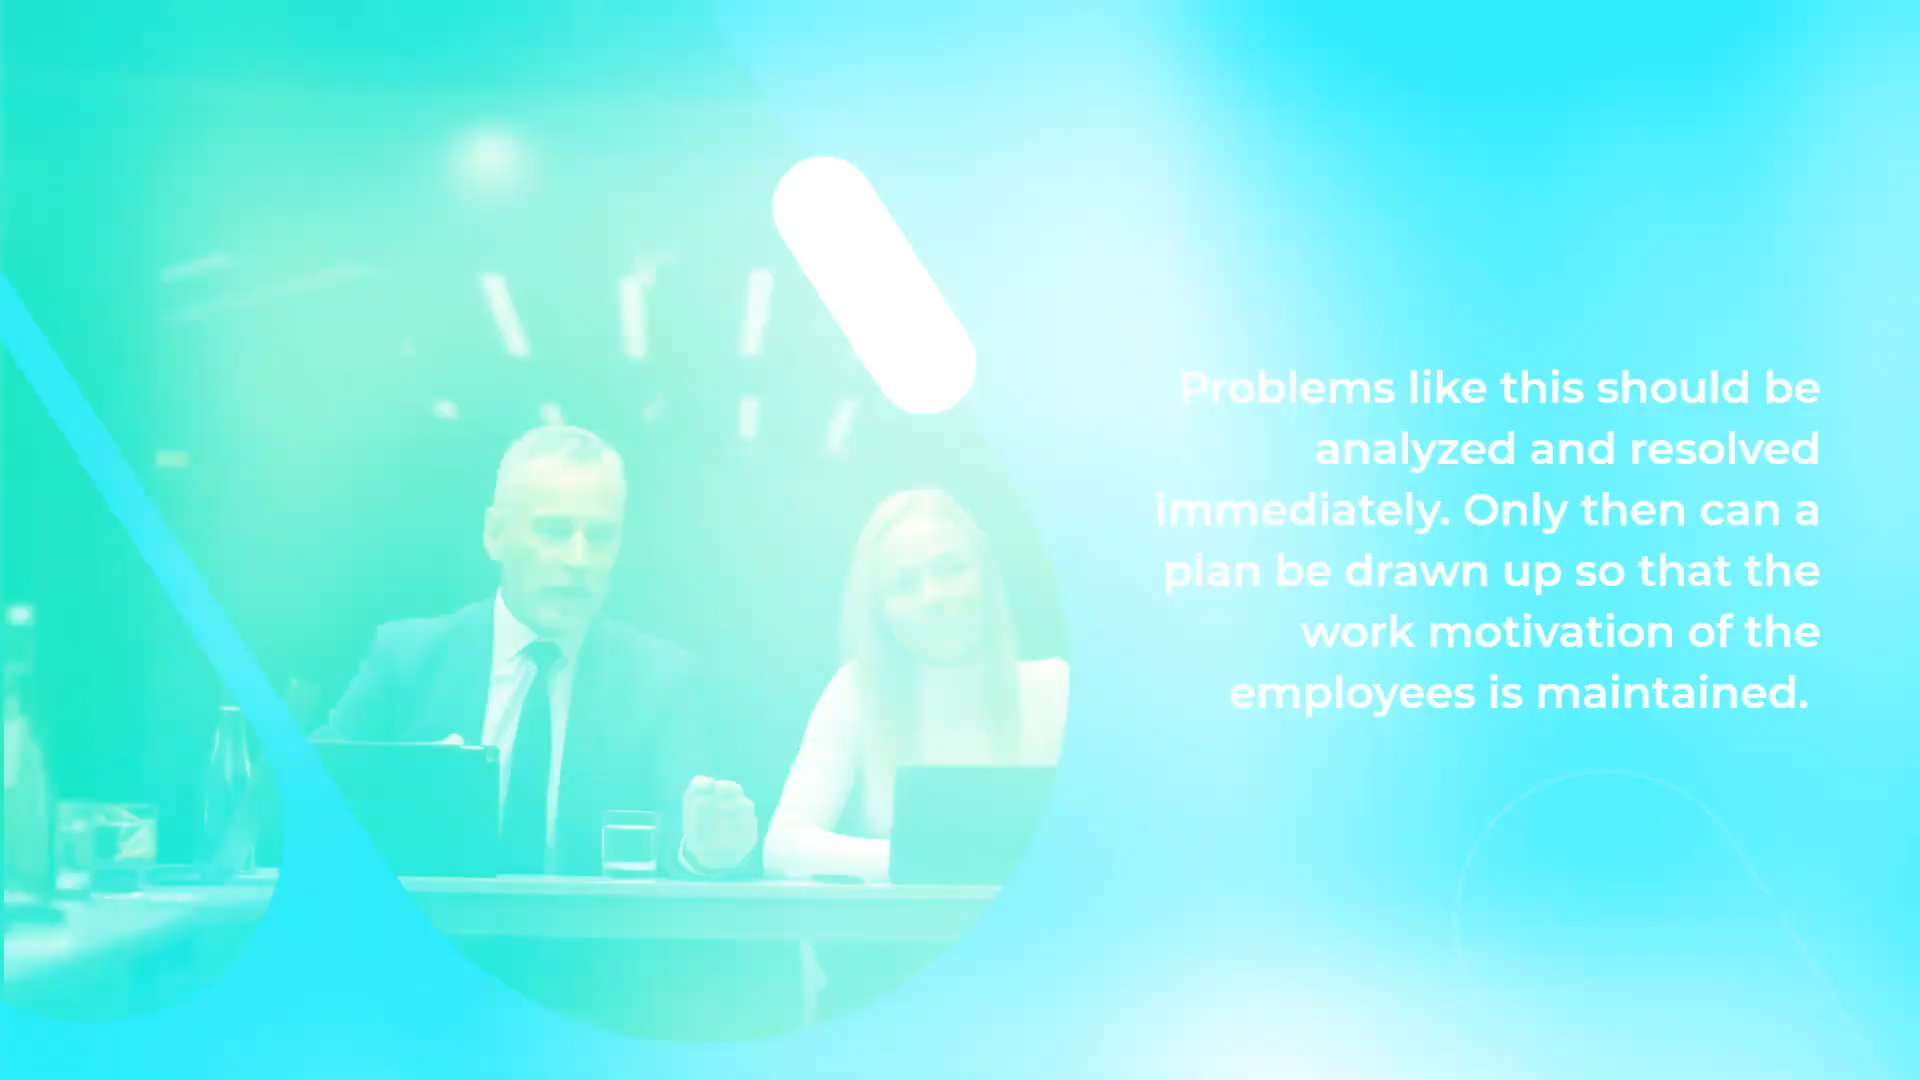 Problems like this should be
analyzed and resolved
immediately. Only then can a
plan be drawn up so that the
work motivation of the
employees is maintained.